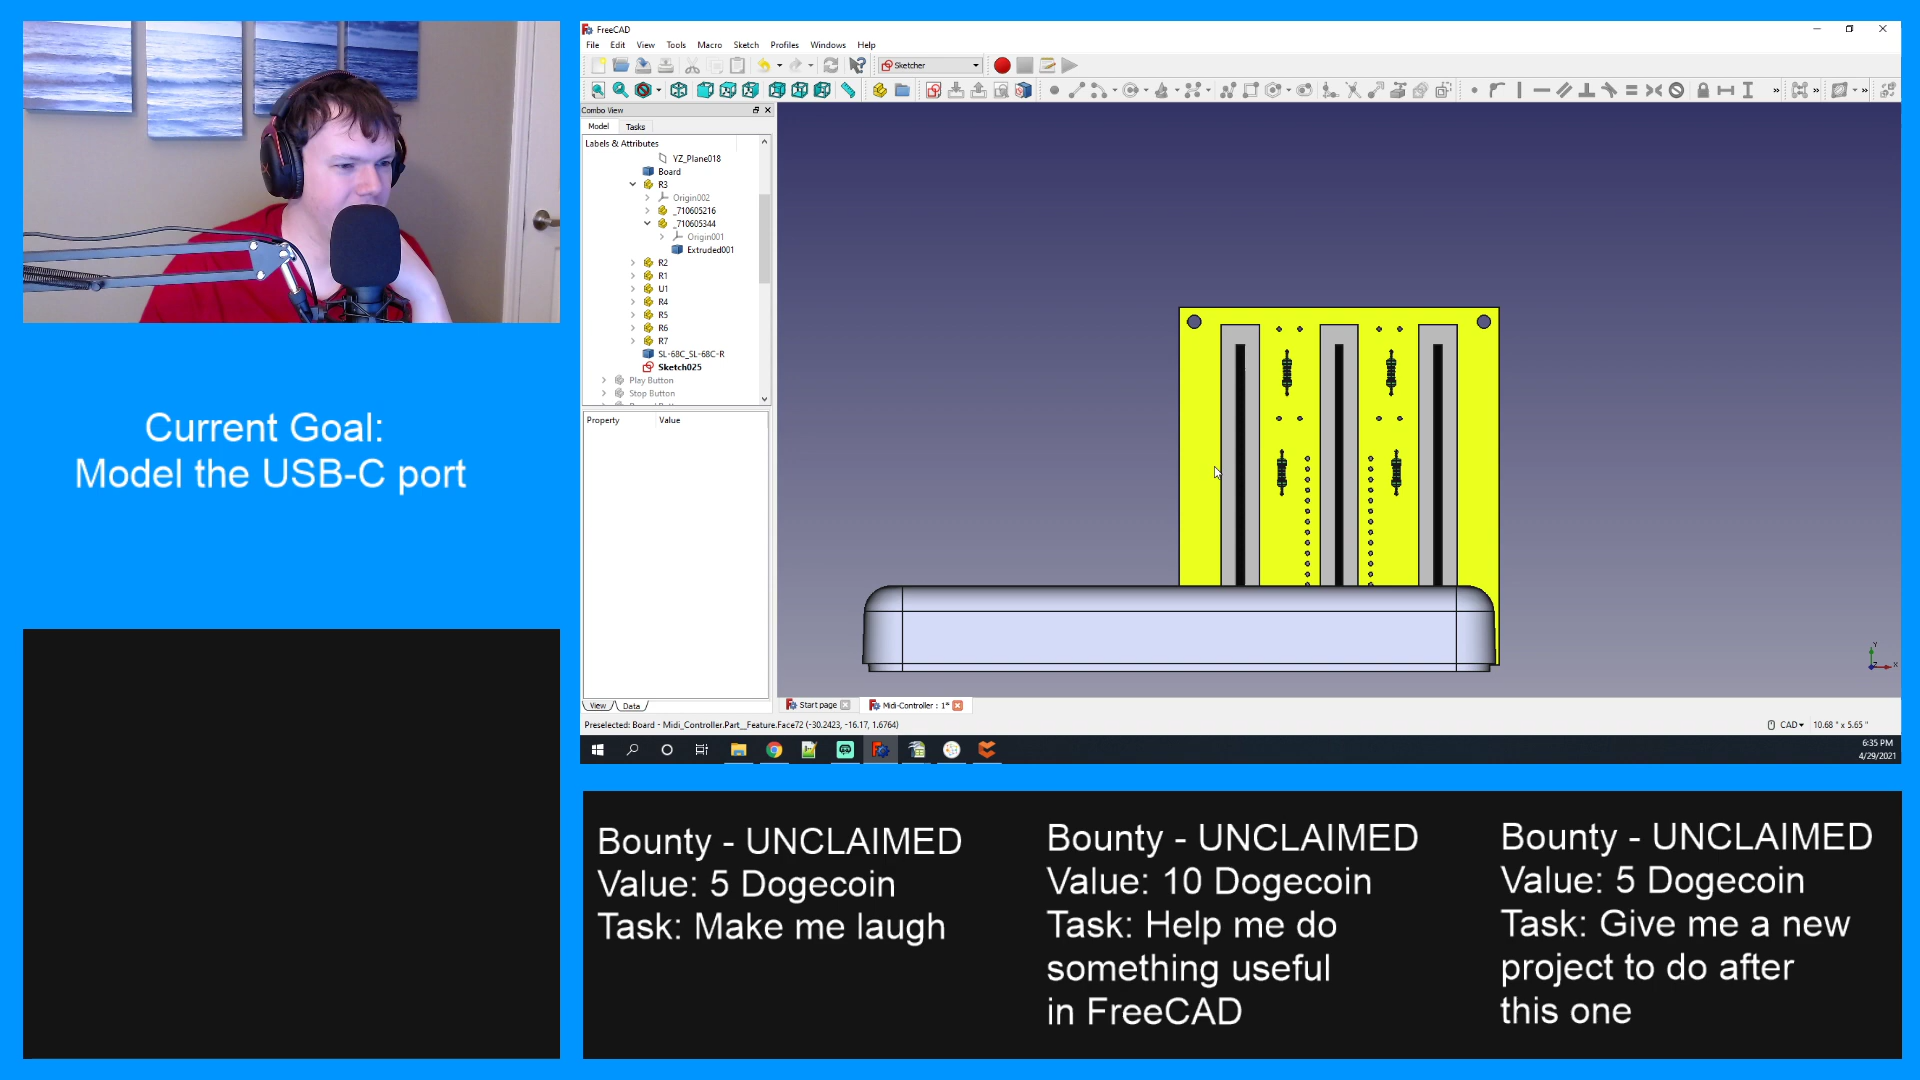 FreeCAD
File Edit View Tools Macro Sketch Profiles Windows Help
Sketcher
Combo View
Model Tasks
Labels & Attributes
YZ_Plane018
Board
R3
Origin002
_710605216
_710605344
Origin001
Extruded001
R2
R1
U1
R4
R5
R6
R7
SL-68C_SL-68C-R
Sketch025
Play Button
Stop Button
Property Value
View Data
Start page Midi-Controller : 1*
Preselected: Board - Midi_Controller.Part__Feature.Face72 (-30.2423, -16.17, 1.6764)
CAD 10.68 " x 5.65 "
6:35 PM
4/29/2021
Y
X
Z
Current Goal:
Model the USB-C port
Bounty - UNCLAIMED
Value: 5 Dogecoin
Task: Make me laugh
Bounty - UNCLAIMED
Value: 10 Dogecoin
Task: Help me do
something useful
in FreeCAD
Bounty - UNCLAIMED
Value: 5 Dogecoin
Task: Give me a new
project to do after
this one